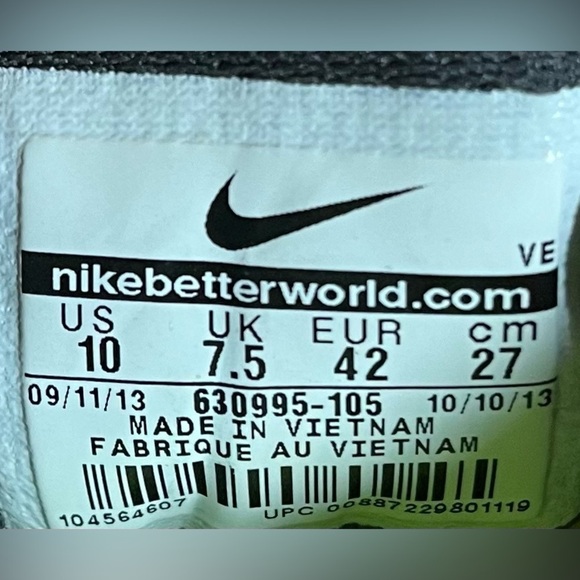 VE
nikebetterworld.com
US UK EUR cm
10 7.5 42 27
09/11/13 630995-105 10/10/13
MADE IN VIETNAM
FABRIQUE AU VIETNAM
104564607 UPC 00887229801119